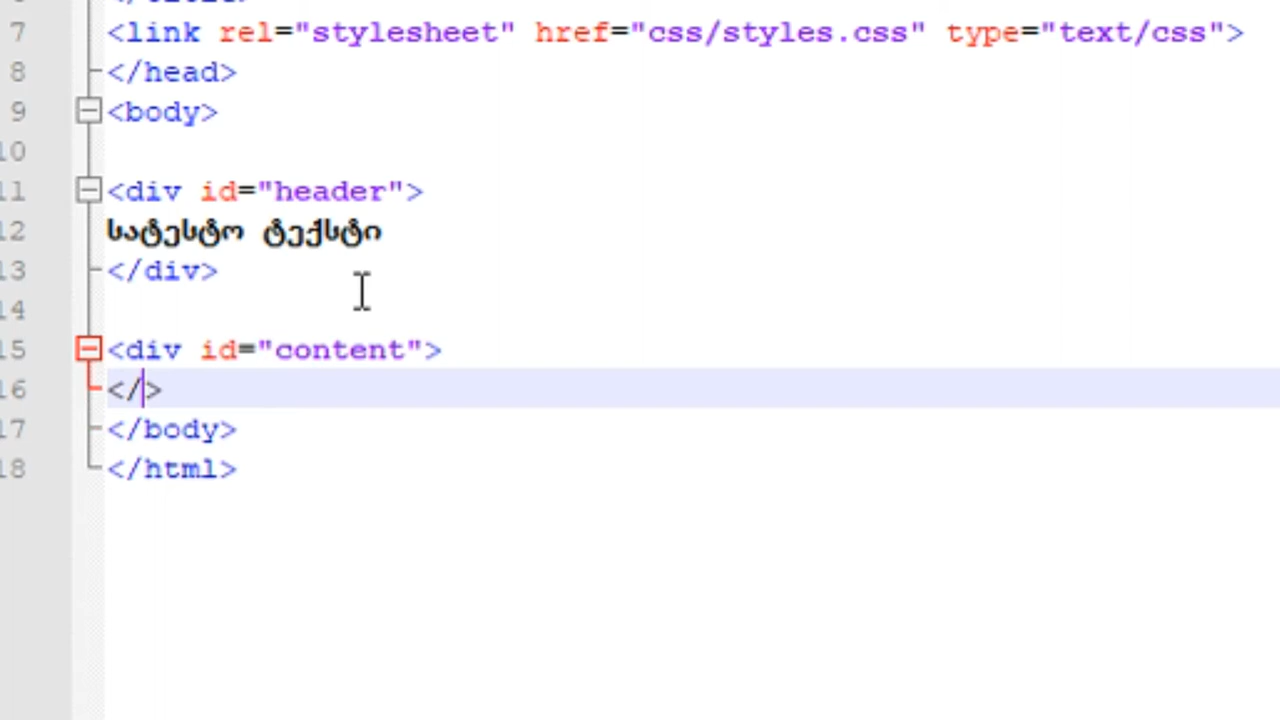 7 <link rel="stylesheet" href="css/styles.css" type="text/css">
8 </head>
9 <body>
10
11 <div id="header">
12 სატესტო ტექსტი
13 </div>
14
15 <div id="content">
16 </>
17 </body>
18 </html>